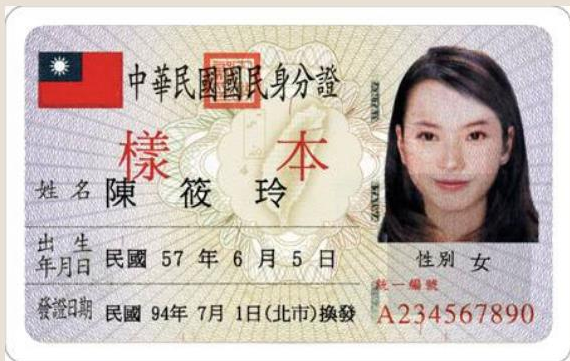 中華民國國民身分證
樣本
姓名 陳筱玲
出生年月日 民國 57 年 6 月 5 日
性別 女
發證日期 民國 94年 7月 1日(北市)換發
統一編號
A234567890